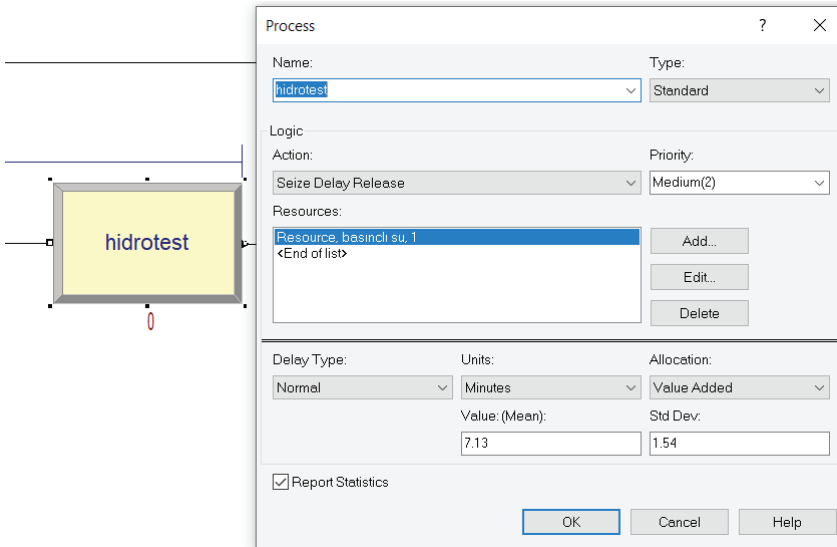 Process
?
Name:
Type:
hidrotest
Standard
Logic
Action:
Priority:
Seize Delay Release
Medium(2)
Resources:
Resource, basınclı su, 1
<End of list>
Add...
Edit...
Delete
hidrotest
0
Delay Type:
Units:
Allocation:
Normal
Minutes
Value Added
Value: (Mean):
Std Dev:
7.13
1.54
Report Statistics
OK
Cancel
Help